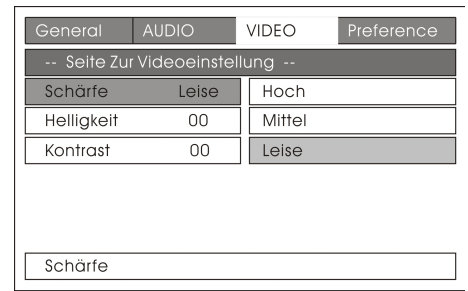 General AUDIO VIDEO Preference
-- Seite Zur Videoeinstellung --
Schärfe Leise Hoch
Helligkeit 00 Mittel
Kontrast 00 Leise
Schärfe